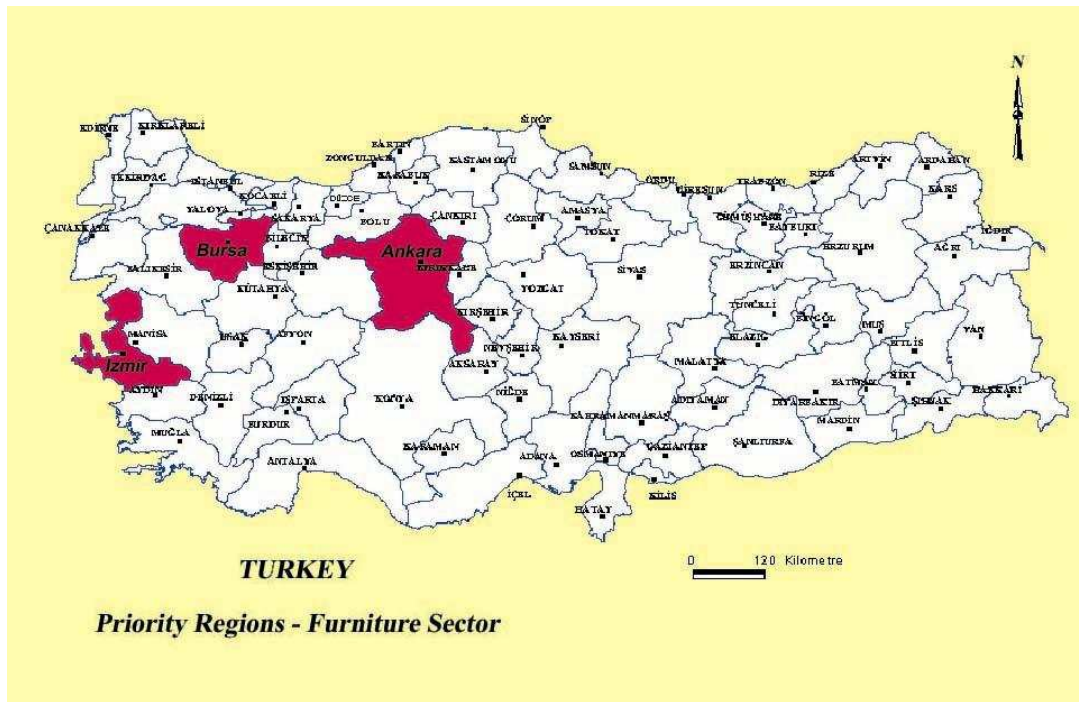 N
SİNOP
EDİRNE
KIRKLARELİ
BARTIN
ZONGULDAK
KASTAMONU
KARABUK
SAMSUN
ARTVİN
ARDAHAN
TEKİRDAG
İSTANBUL
ORDU
GİRESUN
TRABZON
RİZE
KARS
KOCAELİ
YALOVA
SAKARYA
DÜZCE
BOLU
ÇANKIRI
ÇORUM
AMASYA
TOKAT
GÜMÜŞHANE
BAYBURT
ÇANAKKALE
Bursa
BİLECİK
Ankara
ERZURUM
AĞRI
IĞDIR
BALIKESİR
ESKİŞEHİR
KIRIKKALE
YOZGAT
SİVAS
ERZİNCAN
KÜTAHYA
KIRŞEHİR
TUNCELİ
BİNGÖL
MUŞ
VAN
MANİSA
UŞAK
AFYON
NEVŞEHİR
KAYSERİ
ELAZIG
BİTLİS
İzmir
AKSARAY
MALATYA
SİİRT
AYDIN
DENİZLİ
ISPARTA
KONYA
NİĞDE
ADIYAMAN
DİYARBAKIR
BATMAN
ŞIRNAK
HAKKARİ
BURDUR
KAHRAMANMARAŞ
MARDİN
MUĞLA
KARAMAN
ADANA
OSMANİYE
GAZİANTEP
ŞANLIURFA
ANTALYA
İÇEL
KİLİS
HATAY
TURKEY
0 120 Kilometre
Priority Regions - Furniture Sector